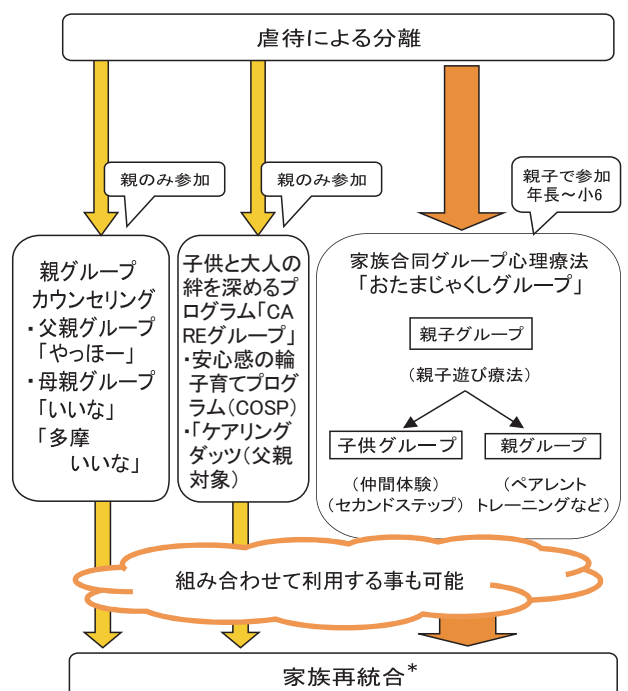 虐待による分離
親のみ参加
親のみ参加
親子で参加
年長～小6
親グループ
カウンセリング
・父親グループ
「やっほー」
・母親グループ
「いいな」
「多摩
いいな」
子供と大人の
絆を深めるプ
ログラム「CA
REグループ」
・安心感の輪
子育てプログ
ラム(COSP)
・「ケアリング
ダッツ(父親
対象)
家族合同グループ心理療法
「おたまじゃくしグループ」
親子グループ
(親子遊び療法)
子供グループ
親グループ
(仲間体験)
(セカンドステップ)
(ペアレント
トレーニングなど)
組み合わせて利用する事も可能
家族再統合*